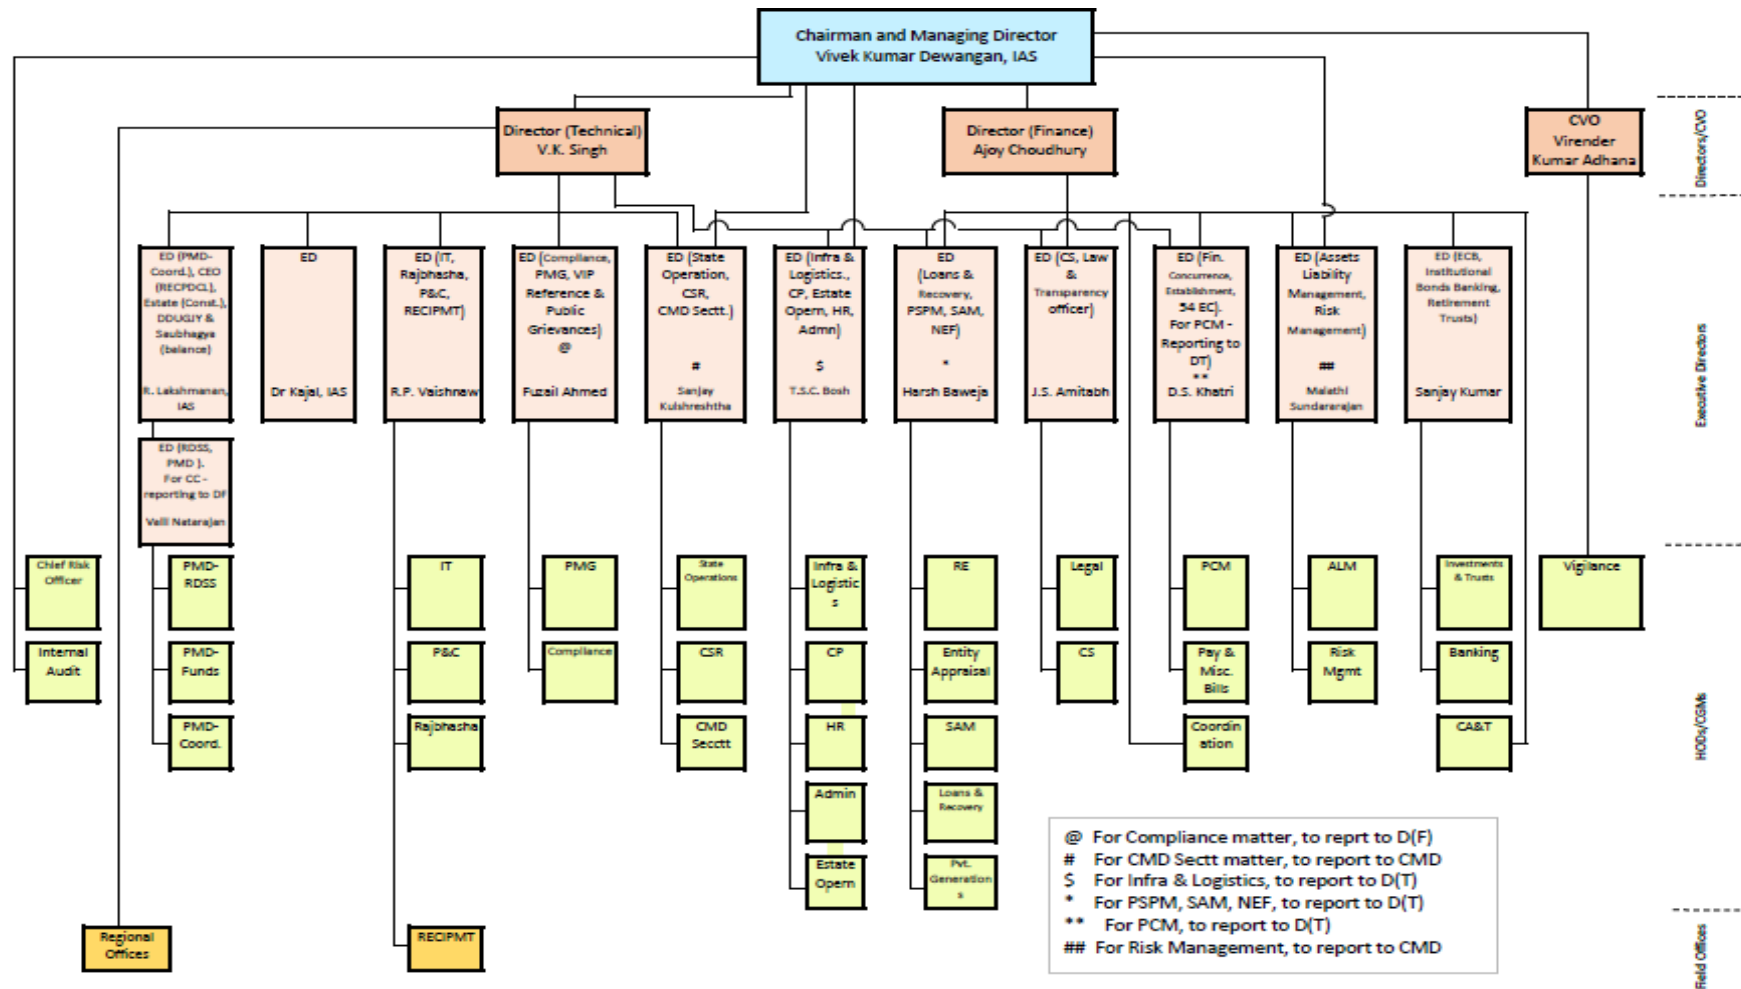 Chairman and Managing Director
Vivek Kumar Dewangan, IAS
Director (Technical)
V.K. Singh
Director (Finance)
Ajoy Choudhury
CVO
Virender
Kumar Adhana
Directors/CVO
ED (PMD-
Coord.), CEO
(RECPDCL),
Estate (Const.),
DDUGJY &
Saubhagya
(balance)
R. Lakshmanan,
IAS
ED
Dr Kajal, IAS
ED (IT,
Rajbhasha,
P&C,
RECIPMT)
R.P. Vaishnaw
ED (Compliance,
PMG, VIP
Reference &
Public
Grievances)
@
Fuzail Ahmed
ED (State
Operation,
CSR,
CMD Sectt.)
#
Sanjay
Kulshreshtha
ED (Infra &
Logistics.,
CP, Estate
Opern, HR,
Admn)
$
T.S.C. Bosh
ED
(Loans &
Recovery,
PSPM, SAM,
NEF)
*
Harsh Baweja
ED (CS, Law
&
Transparency
officer)
J.S. Amitabh
ED (Fin.
Concurrence,
Establishment,
54 EC).
For PCM -
Reporting to
DT)
**
D.S. Khatri
ED (Assets
Liability
Management,
Risk
Management)
##
Malathi
Sundararajan
ED (ECB,
Institutional
Bonds Banking,
Retirement
Trusts)
Sanjay Kumar
Executive Directors
ED (RDSS,
PMD ).
For CC -
reporting to DF
Valli Natarajan
Chief Risk
Officer
Internal
Audit
PMD-
RDSS
PMD-
Funds
PMD-
Coord.
IT
P&C
Rajbhasha
PMG
Compliance
State
Operations
CSR
CMD
Secctt
Infra &
Logistic
s
CP
HR
Admin
Estate
Opern
RE
Entity
Appraisal
SAM
Loans &
Recovery
Pvt.
Generation
s
Legal
CS
PCM
Pay &
Misc.
Bills
Coordin
ation
ALM
Risk
Mgmt
Investments
& Trusts
Banking
CA&T
Vigilance
HODs/CGMs
Regional
Offices
RECIPMT
Field Offices
@ For Compliance matter, to reprt to D(F)
# For CMD Sectt matter, to report to CMD
$ For Infra & Logistics, to report to D(T)
* For PSPM, SAM, NEF, to report to D(T)
** For PCM, to report to D(T)
## For Risk Management, to report to CMD